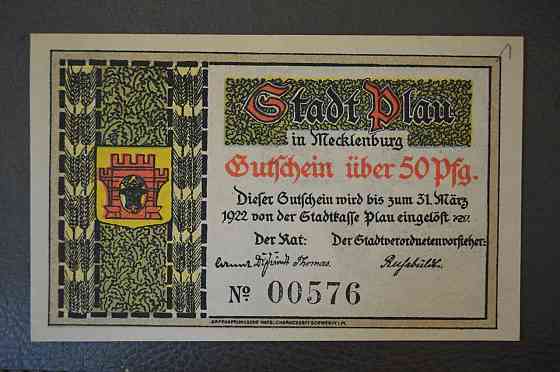 Stadt Plau
in Mecklenburg
Gutschein über 50 Pfg.
Dieser Gutschein wird bis zum 31. März
1922 von der Stadtkasse Plau eingelöst
Der Rat: Der Stadtverordnetenvorsteher:
Thomas.
No. 00576